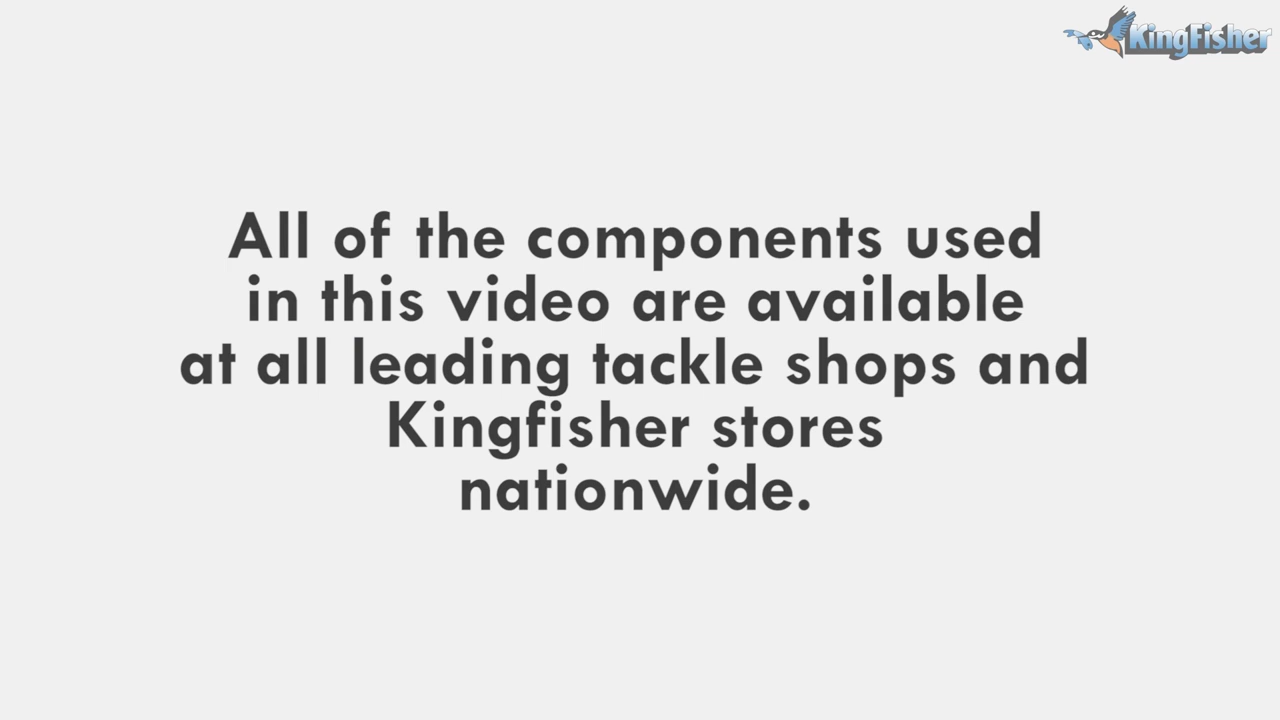 KingFisher
All of the components used
in this video are available
at all leading tackle shops and
Kingfisher stores
nationwide.